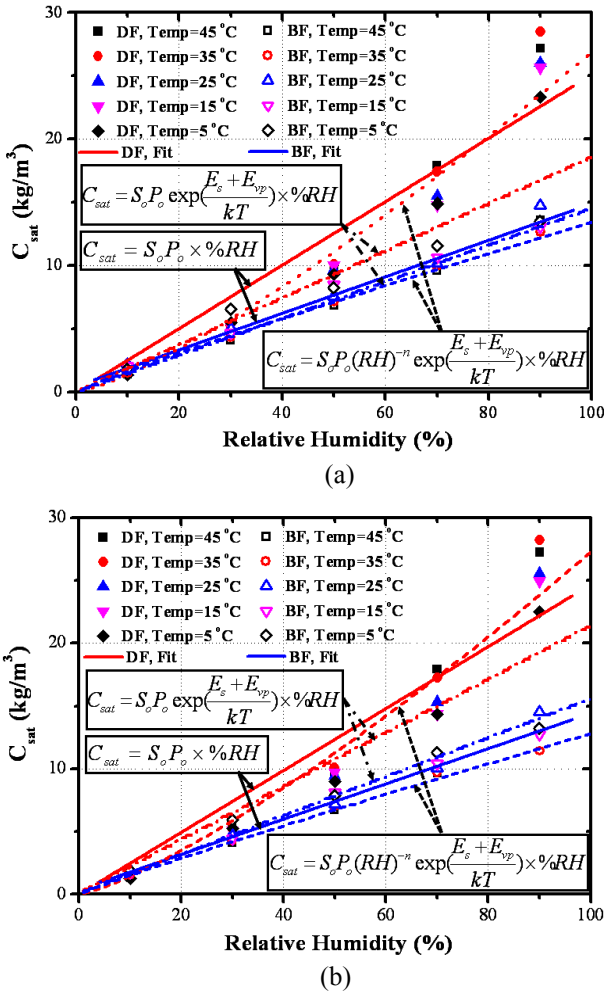 30
DF, Temp=45 °C BF, Temp=45 °C
DF, Temp=35 °C BF, Temp=35 °C
DF, Temp=25 °C BF, Temp=25 °C
DF, Temp=15 °C BF, Temp=15 °C
DF, Temp=5 °C BF, Temp=5 °C
DF, Fit BF, Fit
20
C_sat (kg/m³)
C_sat = S_oP_o exp((E_s + E_vp)/kT)×%RH
C_sat = S_oP_o ×%RH
10
C_sat = S_oP_o(RH)^-n exp((E_s + E_vp)/kT)×%RH
0
0 20 40 60 80 100
Relative Humidity (%)
(a)
30
DF, Temp=45 °C BF, Temp=45 °C
DF, Temp=35 °C BF, Temp=35 °C
DF, Temp=25 °C BF, Temp=25 °C
DF, Temp=15 °C BF, Temp=15 °C
DF, Temp=5 °C BF, Temp=5 °C
DF, Fit BF, Fit
20
C_sat (kg/m³)
C_sat = S_oP_o exp((E_s + E_vp)/kT)×%RH
C_sat = S_oP_o ×%RH
10
C_sat = S_oP_o(RH)^-n exp((E_s + E_vp)/kT)×%RH
0
0 20 40 60 80 100
Relative Humidity (%)
(b)